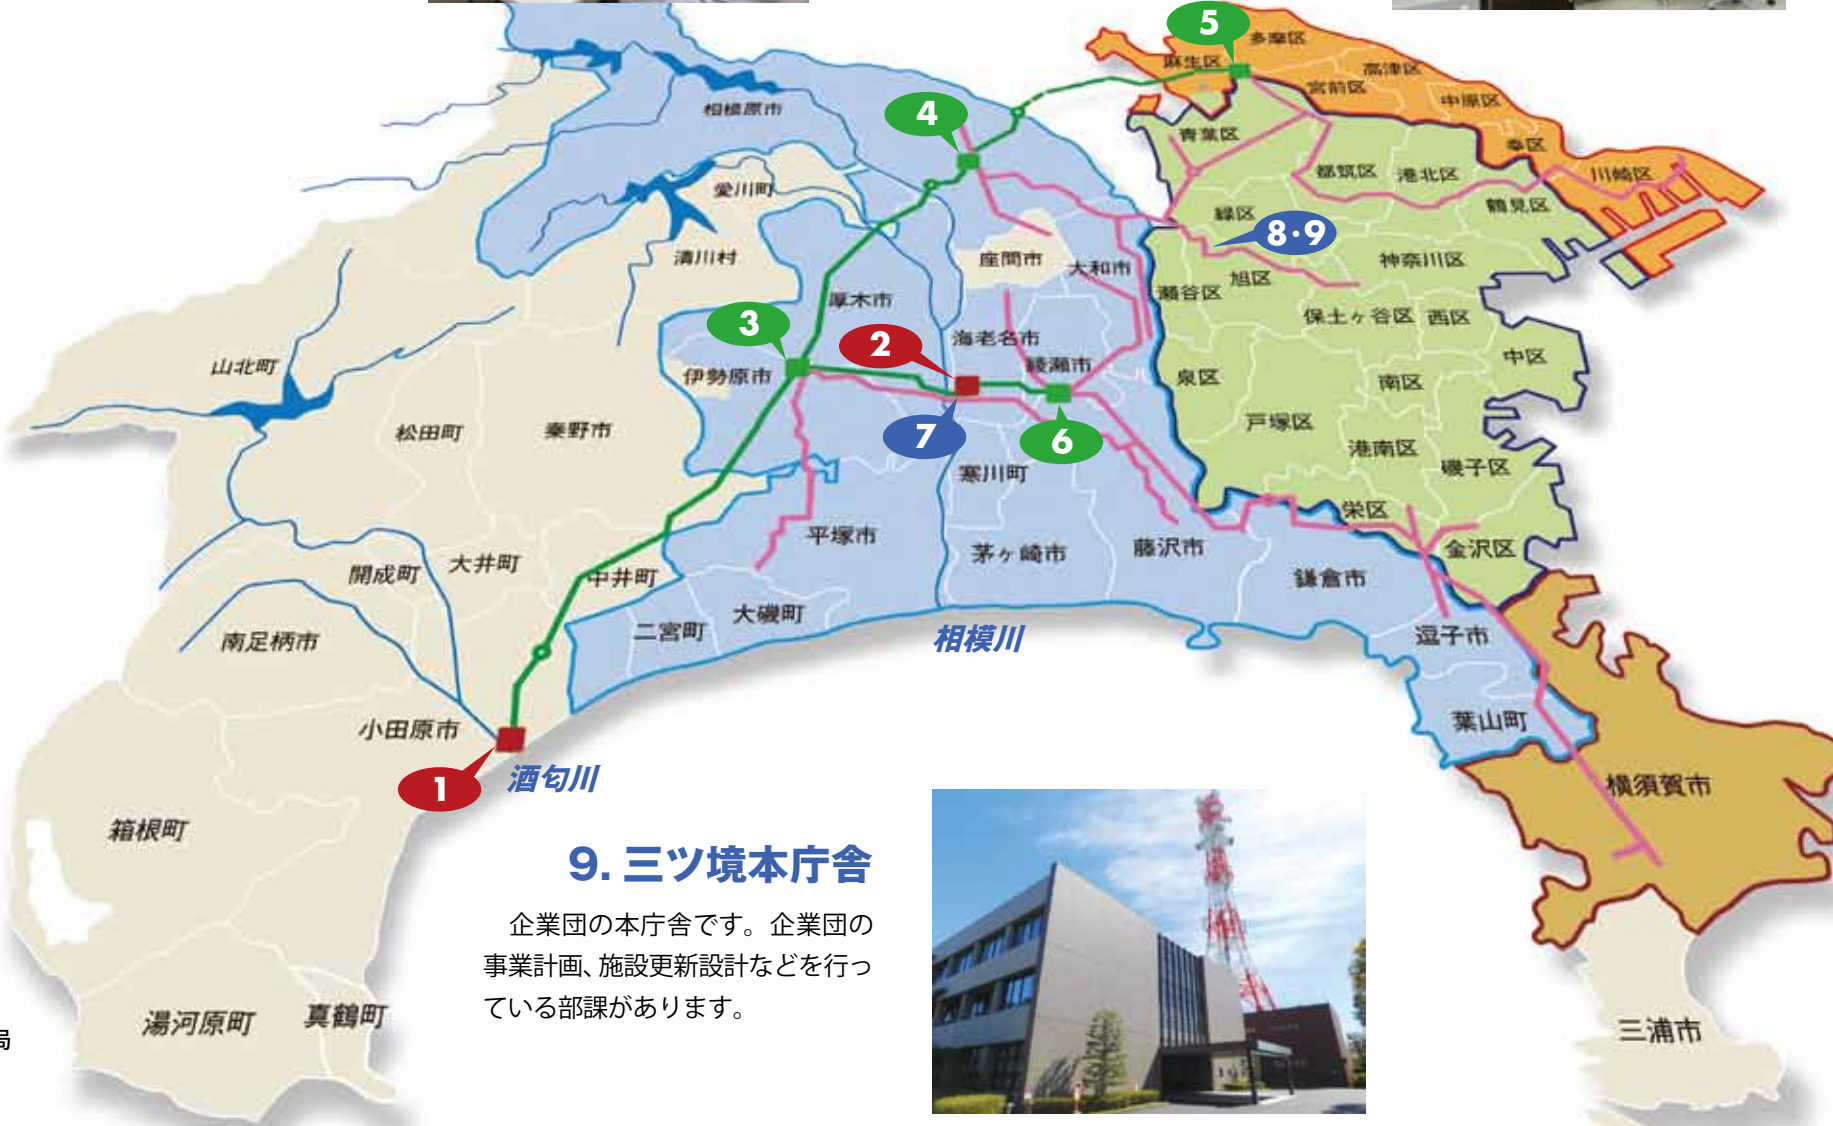 5
多摩区
麻生区
高津区
宮前区
中原区
4
相模原市
青葉区
幸区
都筑区
港北区
川崎区
愛川町
緑区
鶴見区
8・9
清川村
座間市
大和市
神奈川区
旭区
瀬谷区
厚木市
保土ヶ谷区
西区
3
2
海老名市
綾瀬市
中区
山北町
伊勢原市
泉区
南区
松田町
秦野市
7
6
戸塚区
港南区
磯子区
寒川町
栄区
平塚市
茅ヶ崎市
藤沢市
金沢区
開成町
大井町
中井町
鎌倉市
南足柄市
二宮町
大磯町
相模川
逗子市
小田原市
葉山町
1
酒匂川
横須賀市
箱根町
9. 三ツ境本庁舎
企業団の本庁舎です。企業団の
事業計画、施設更新設計などを行っ
ている部課があります。
湯河原町
真鶴町
局
三浦市